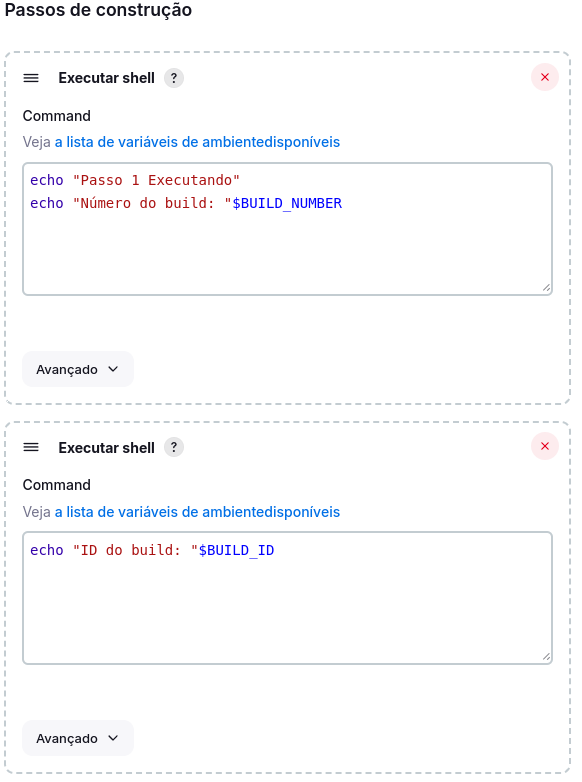 Passos de construção
Executar shell ?
Command
Veja a lista de variáveis de ambientedisponíveis
echo "Passo 1 Executando"
echo "Número do build: "$BUILD_NUMBER
Avançado
Executar shell ?
Command
Veja a lista de variáveis de ambientedisponíveis
echo "ID do build: "$BUILD_ID
Avançado